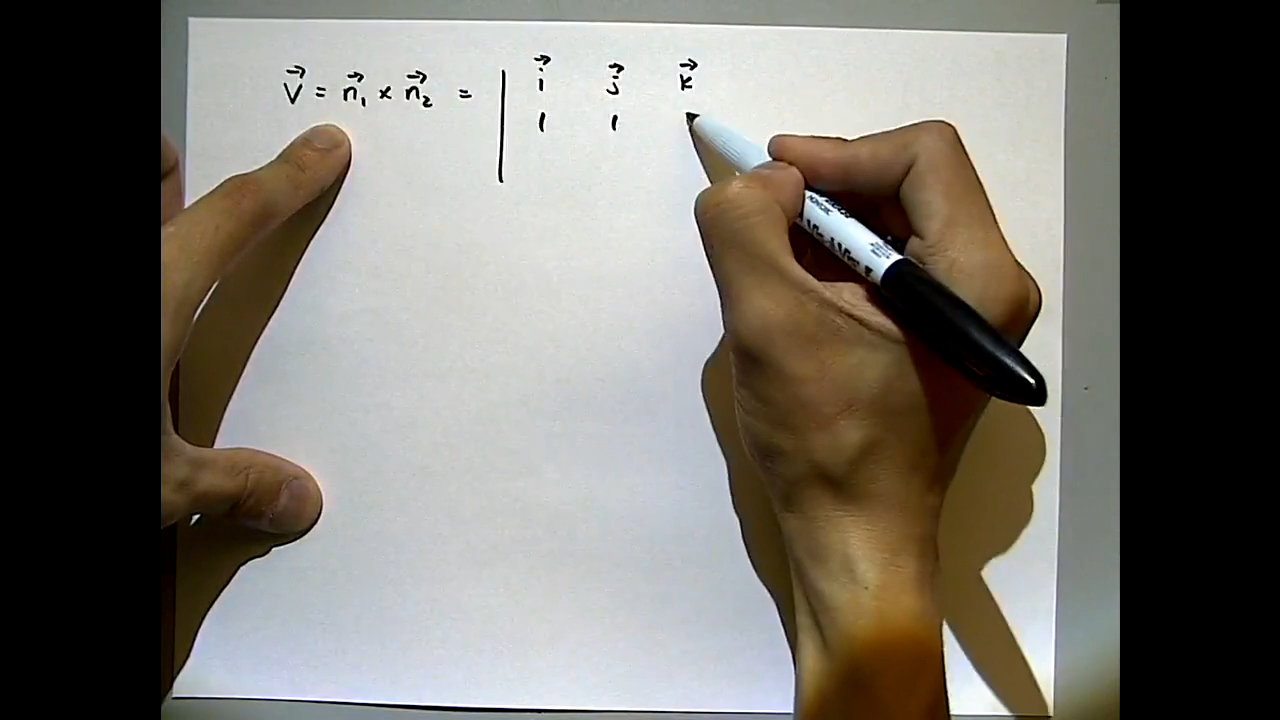 v⃗ = n⃗₁ × n⃗₂ = | i⃗ j⃗ k⃗
1 1